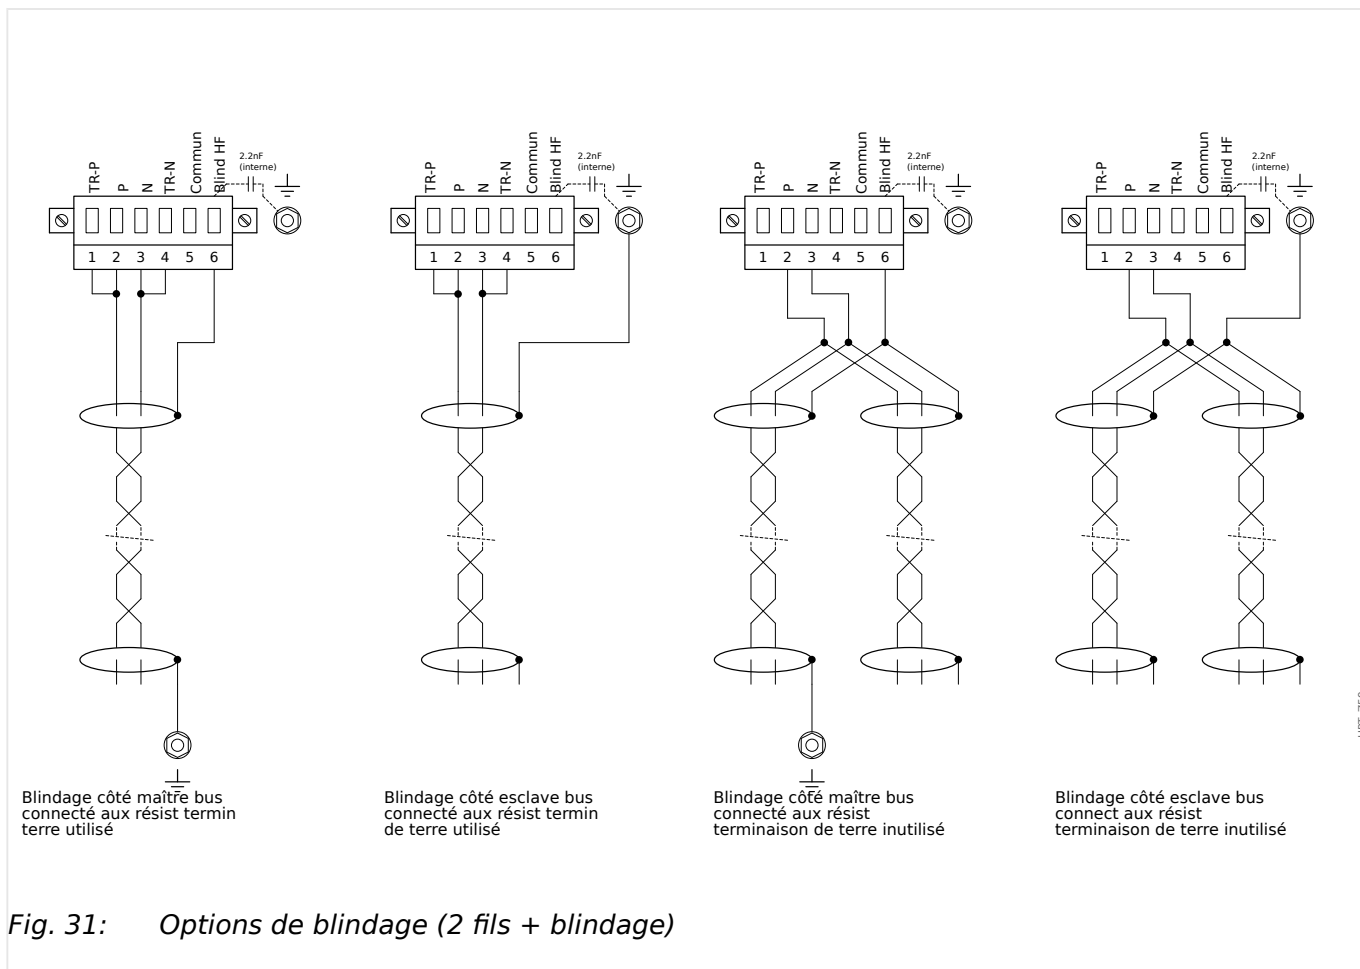 TR-P
P
N
TR-N
Commun
Blind HF
2.2nF
(interne)
1 2 3 4 5 6
TR-P
P
N
TR-N
Commun
Blind HF
2.2nF
(interne)
1 2 3 4 5 6
TR-P
P
N
TR-N
Commun
Blind HF
2.2nF
(interne)
1 2 3 4 5 6
TR-P
P
N
TR-N
Commun
Blind HF
2.2nF
(interne)
1 2 3 4 5 6
Blindage côté maître bus
connecté aux résist termin
terre utilisé
Blindage côté esclave bus
connecté aux résist termin
de terre utilisé
Blindage côté maître bus
connecté aux résist
terminaison de terre inutilisé
Blindage côté esclave bus
connect aux résist
terminaison de terre inutilisé
Fig. 31: Options de blindage (2 fils + blindage)